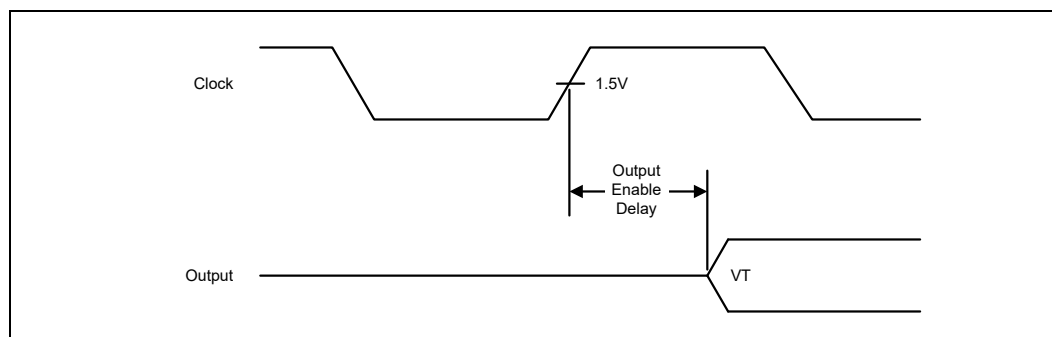 Clock
1.5V
Output
Enable
Delay
Output
VT